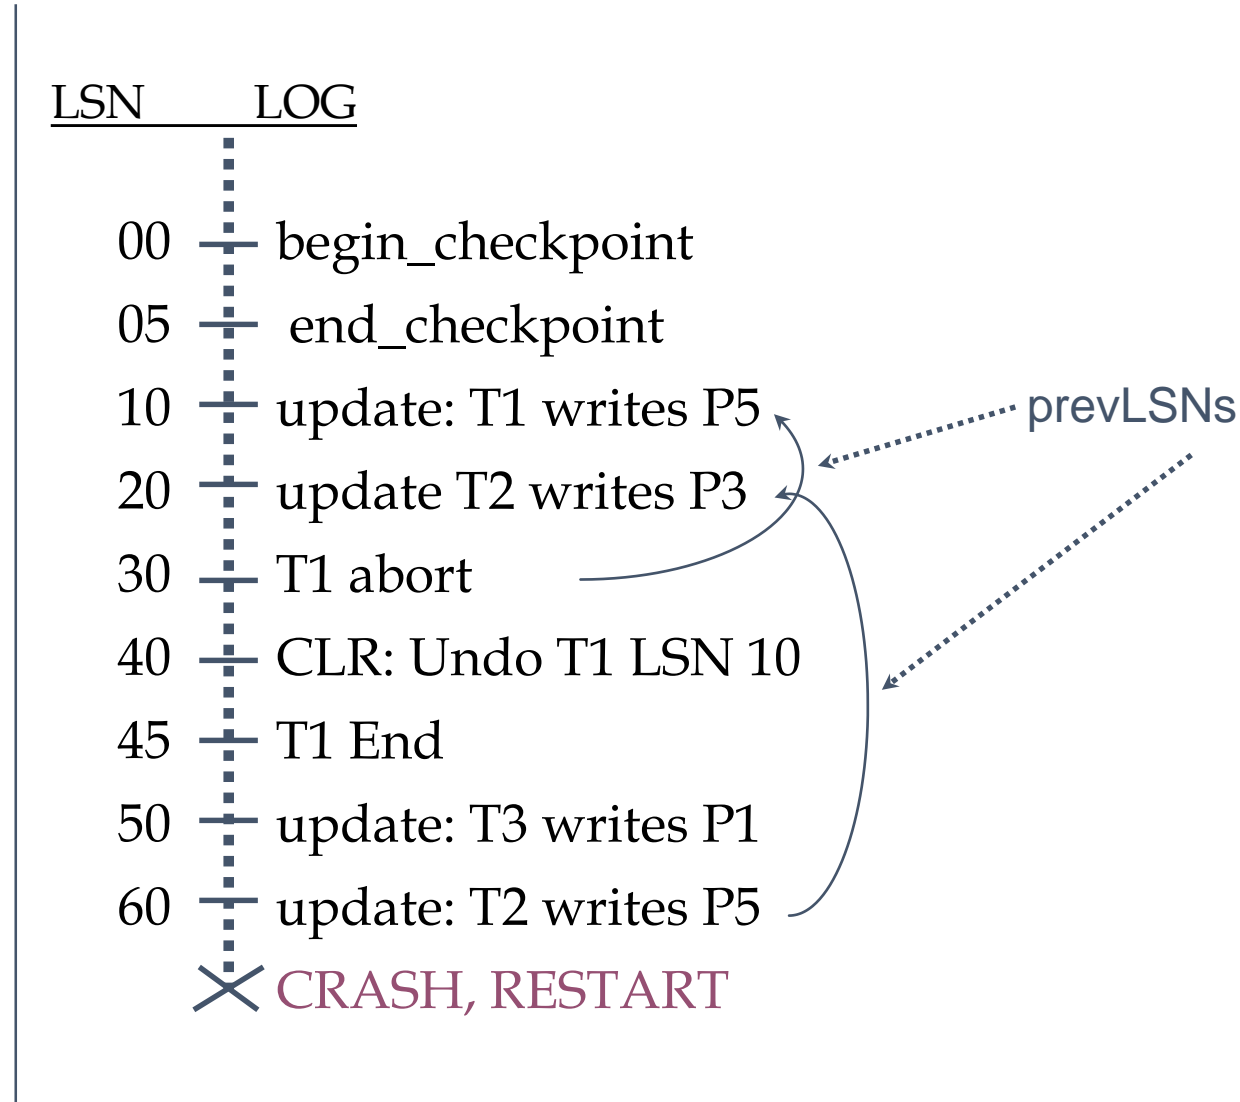 LSN LOG
00 begin_checkpoint
05 end_checkpoint
10 update: T1 writes P5
prevLSNs
20 update T2 writes P3
30 T1 abort
40 CLR: Undo T1 LSN 10
45 T1 End
50 update: T3 writes P1
60 update: T2 writes P5
CRASH, RESTART